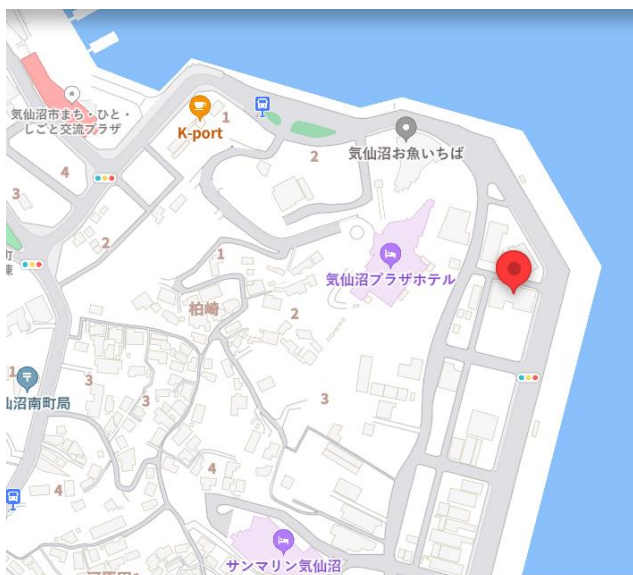 気仙沼市まち・ひと・
しごと交流プラザ
K-port
1
2
気仙沼お魚いちば
4
3
2
町
1
気仙沼プラザホテル
柏崎
2
1
仙沼南町局
3
3
3
4
4
サンマリン気仙沼